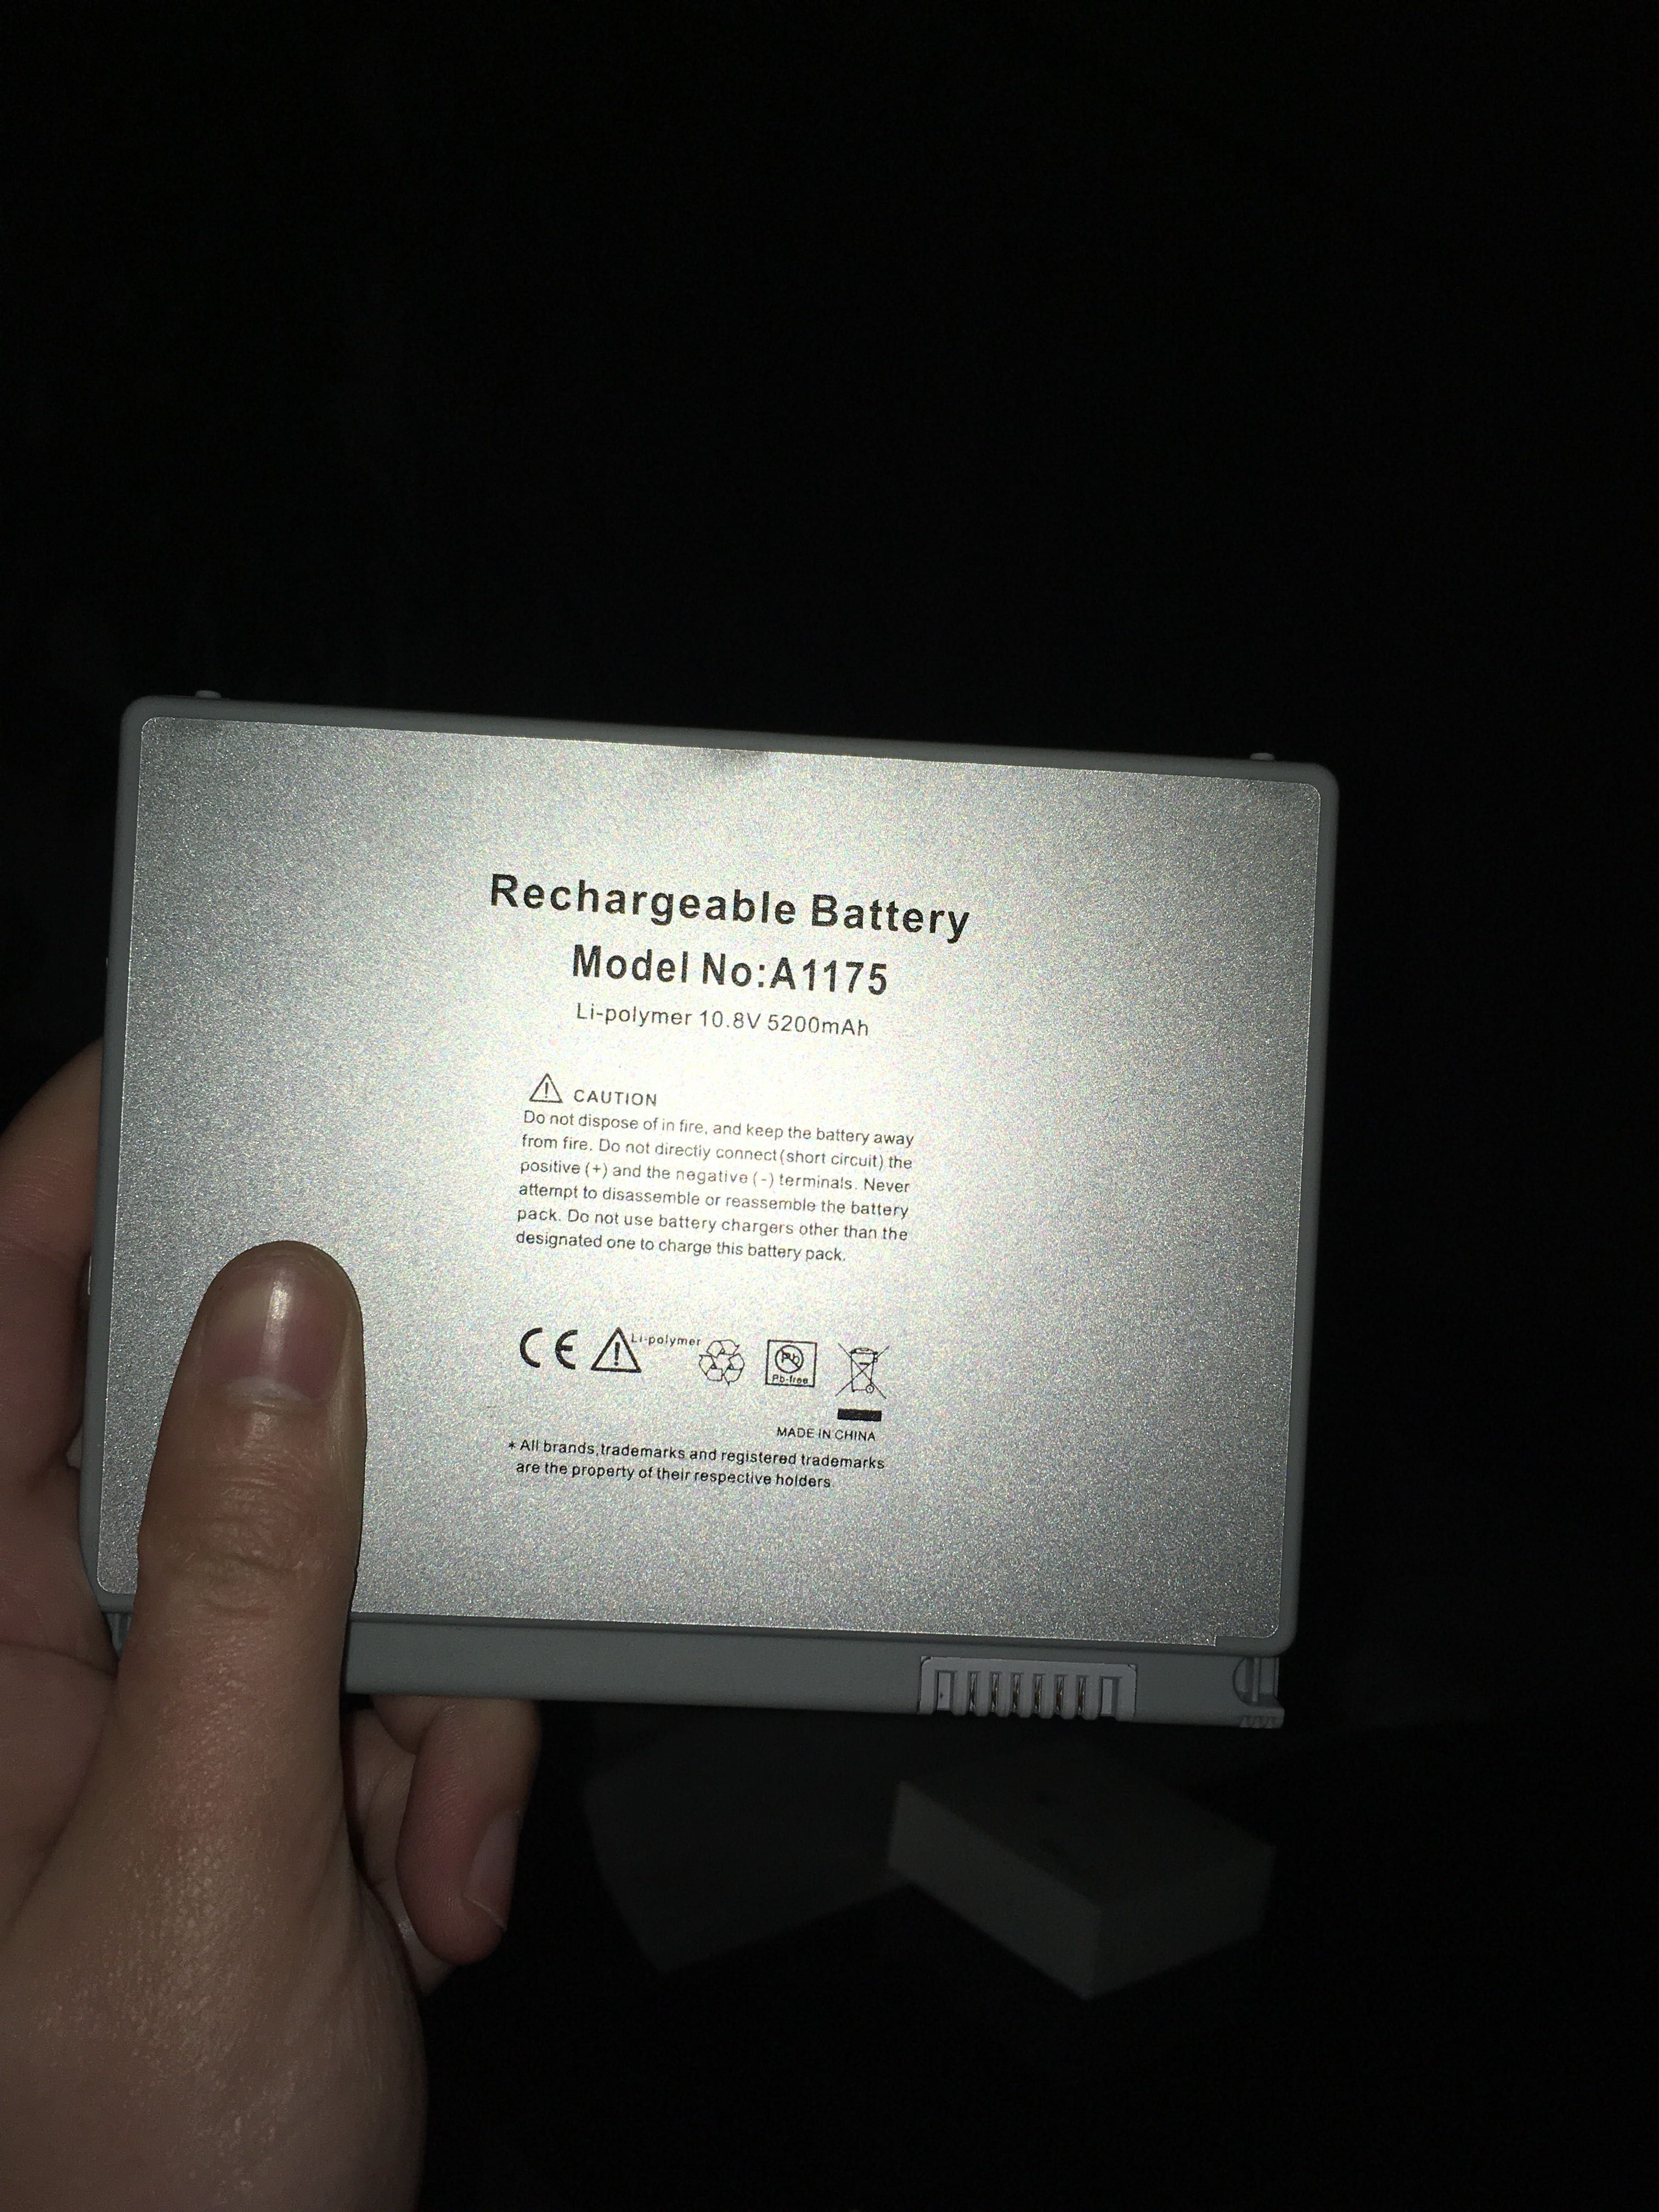 Rechargeable Battery
Model No:A1175
Li-polymer 10.8V 5200mAh
CAUTION
Do not dispose of in fire, and keep the battery away
from fire. Do not directly connect (short circuit) the
positive (+) and the negative (-) terminals. Never
attempt to disassemble or reassemble the battery
pack. Do not use battery chargers other than the
designated one to charge this battery pack.
CE Li-polymer Pb Pb-free
MADE IN CHINA
* All brands,trademarks and registered trademarks
are the property of their respective holders